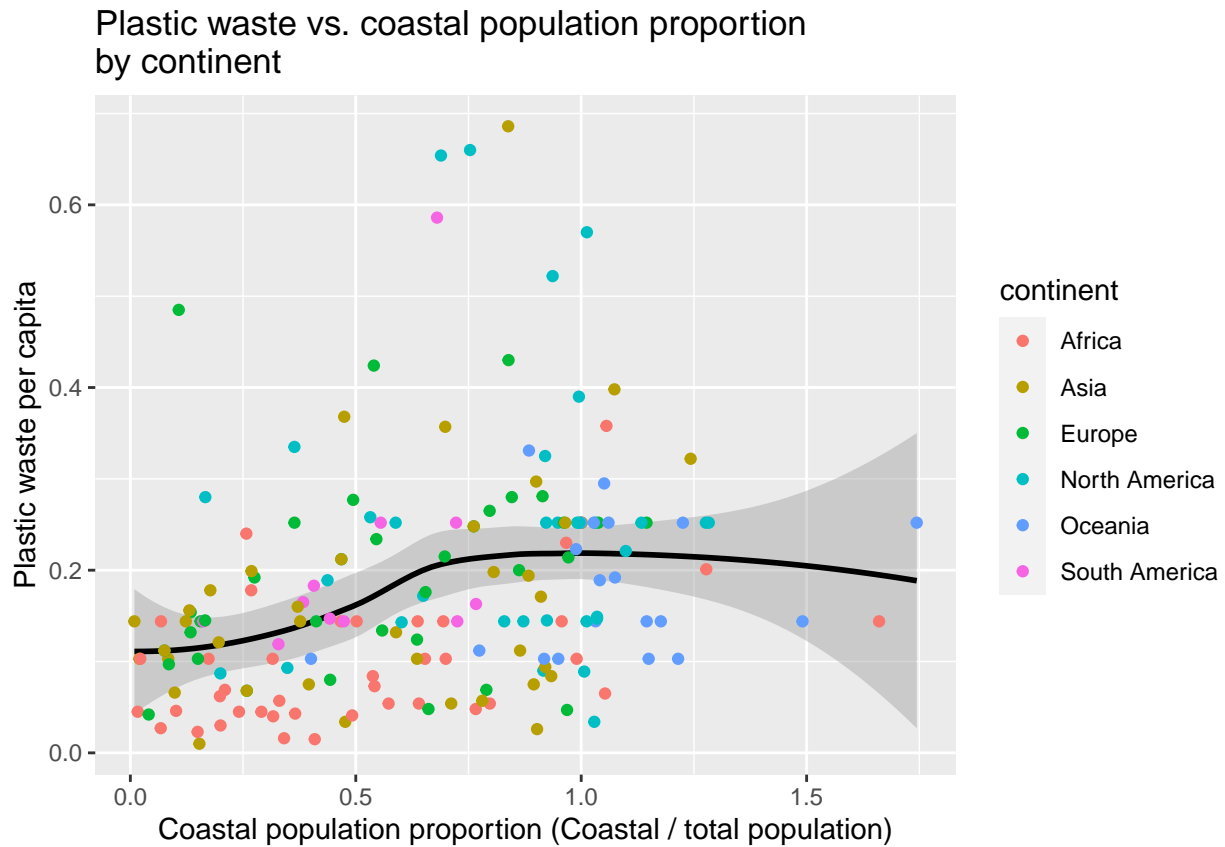 Plastic waste vs. coastal population proportion
by continent
Plastic waste per capita
0.6
0.4
0.2
0.0
0.0
0.5
1.0
1.5
Coastal population proportion (Coastal / total population)
continent
Africa
Asia
Europe
North America
Oceania
South America